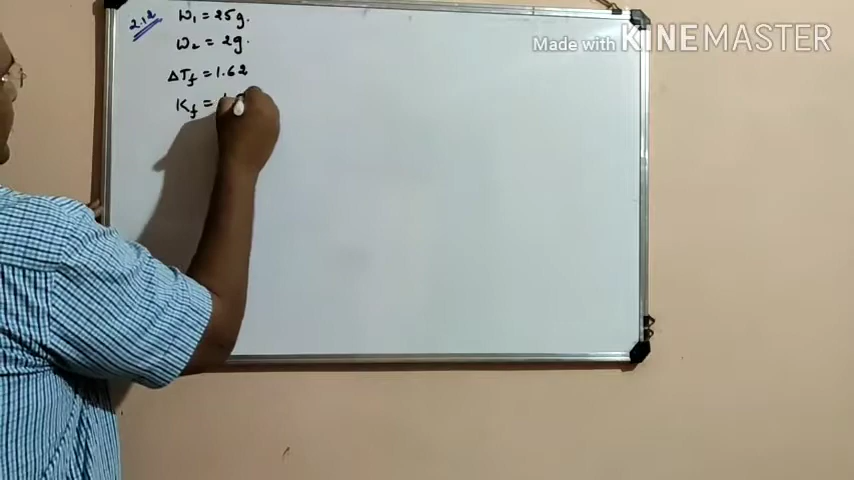 2.12
W₁ = 25g.
W₂ = 2g.
ΔTf = 1.62
Kf =
Made with KINEMASTER